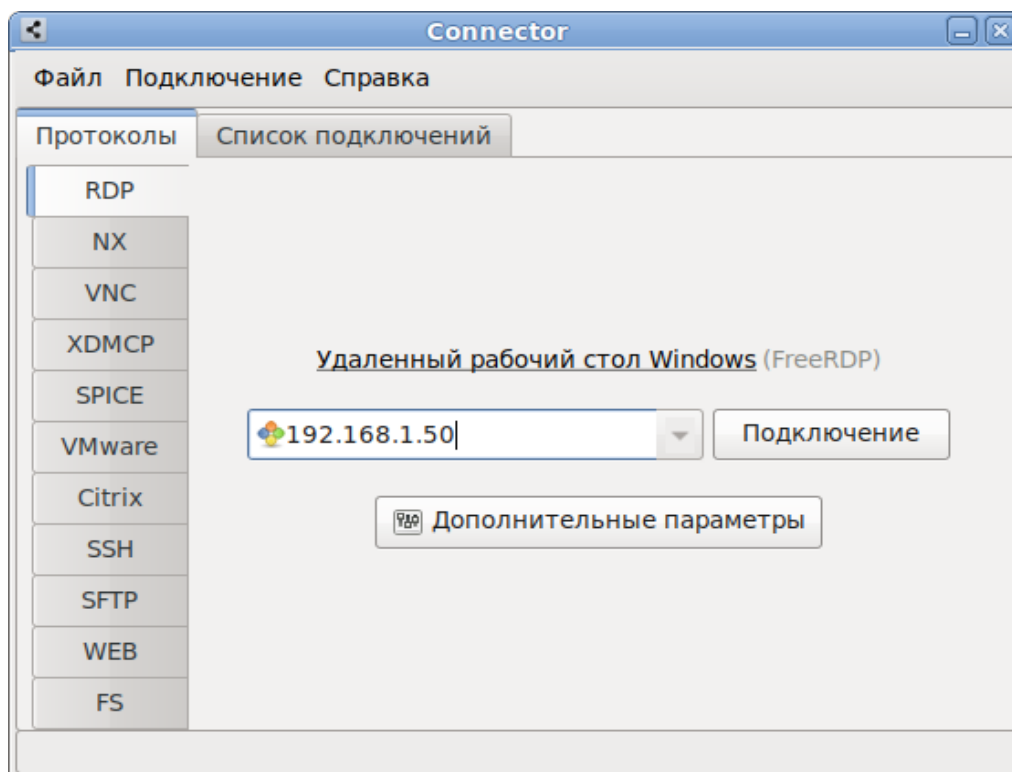 Connector
Файл Подключение Справка
Протоколы Список подключений
RDP
NX
VNC
XDMCP
SPICE
VMware
Citrix
SSH
SFTP
WEB
FS
Удаленный рабочий стол Windows (FreeRDP)
192.168.1.50 Подключение
Дополнительные параметры